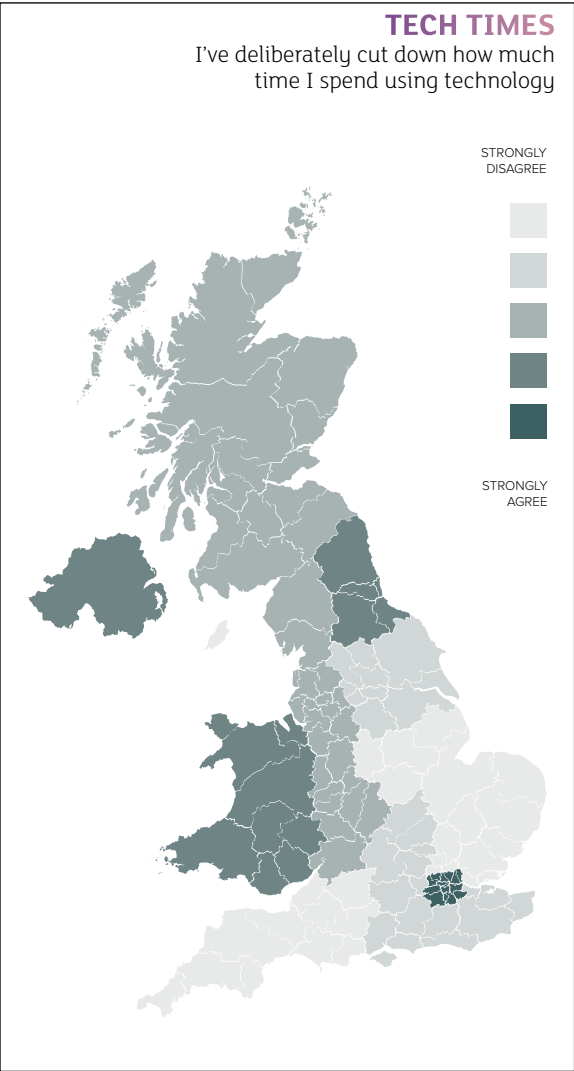 TECH TIMES
I’ve deliberately cut down how much
time I spend using technology
STRONGLY
DISAGREE
STRONGLY
AGREE